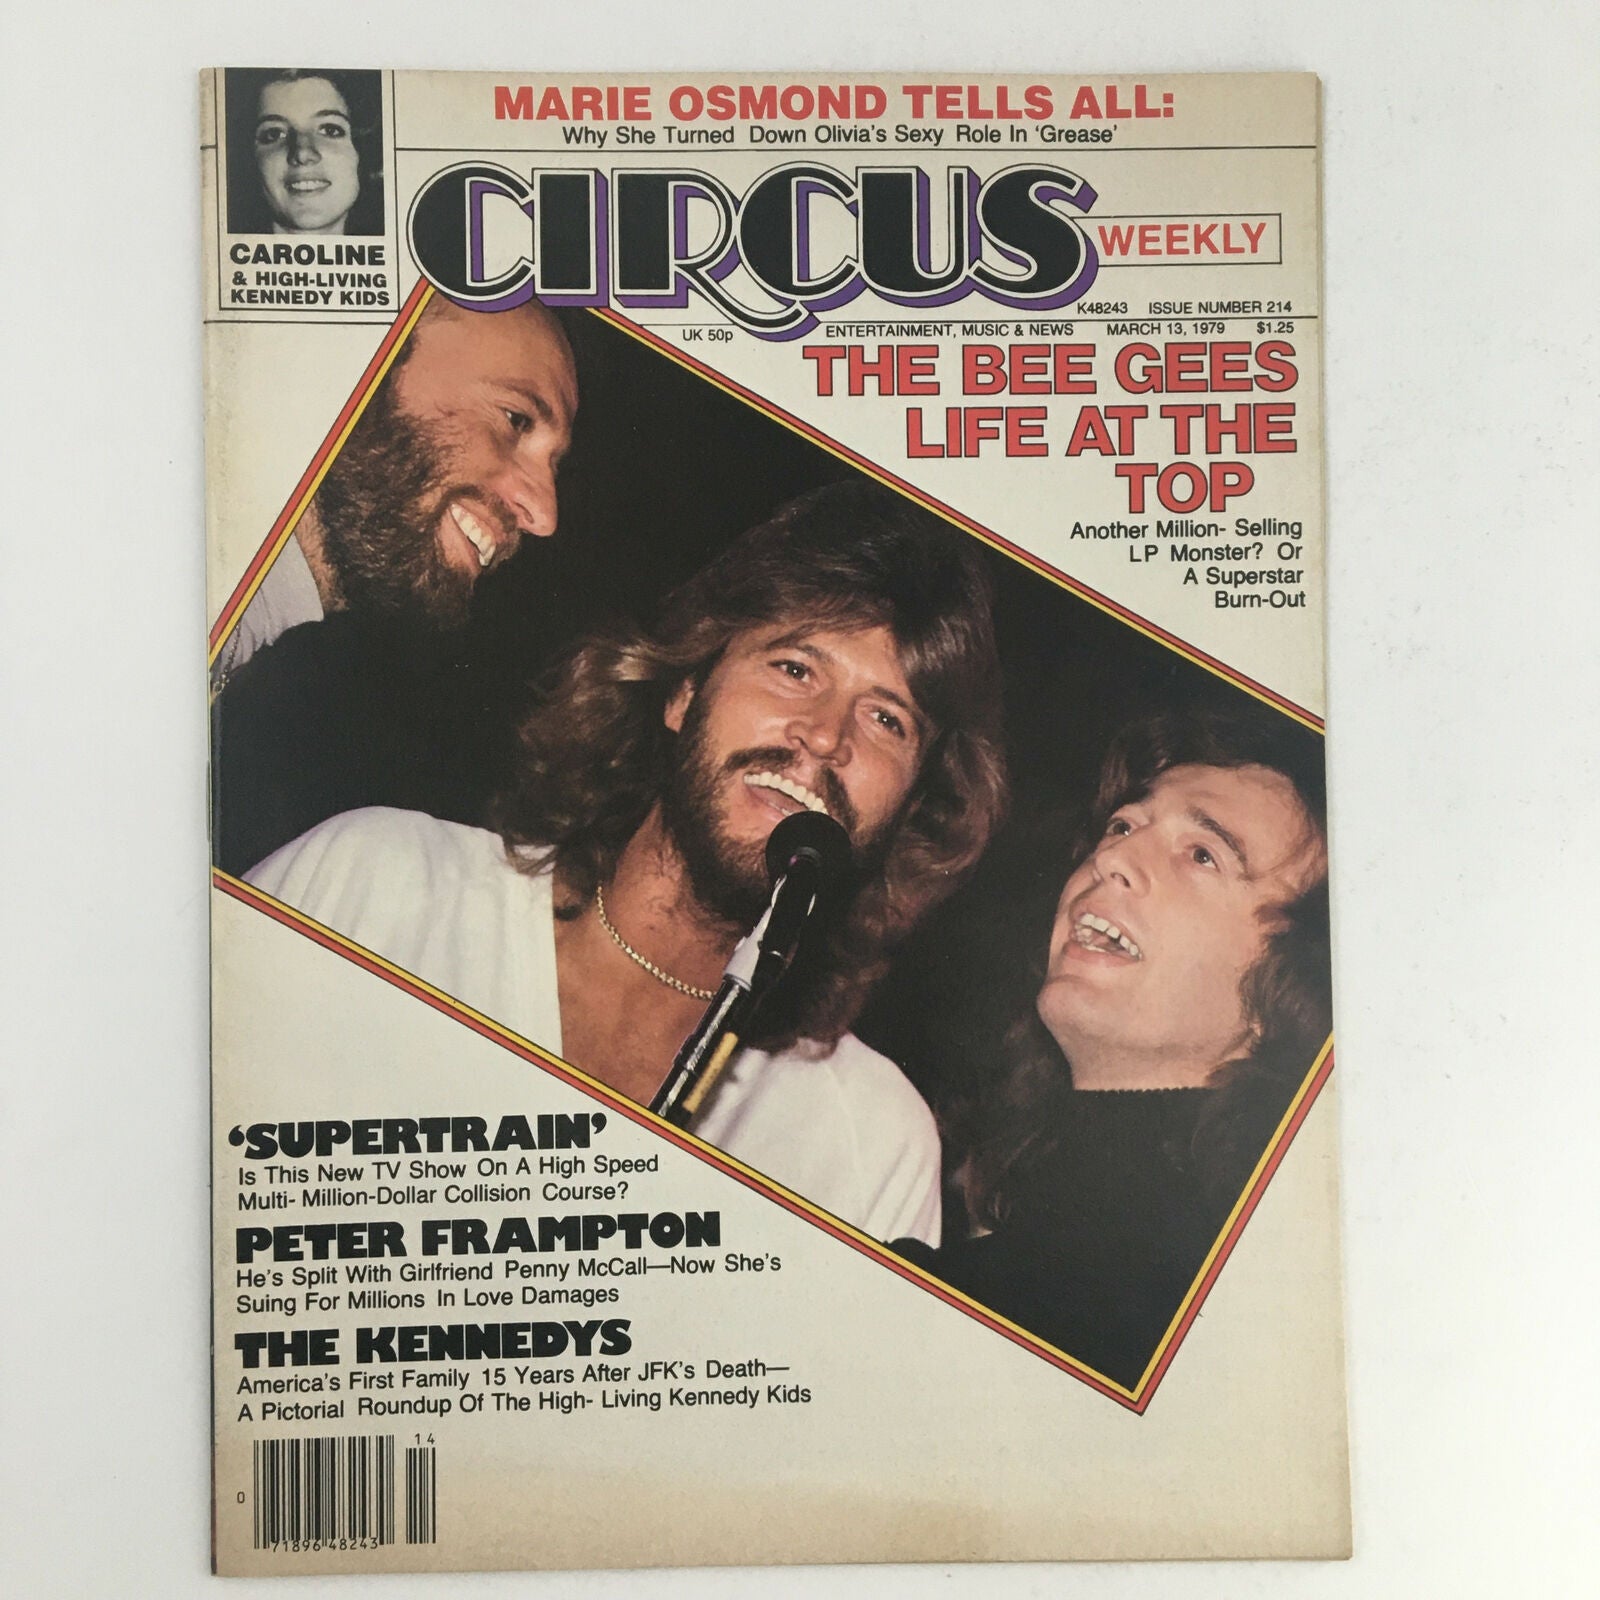 MARIE OSMOND TELLS ALL:
Why She Turned Down Olivia's Sexy Role In 'Grease'
CAROLINE
& HIGH-LIVING
KENNEDY KIDS
CIRCUS
WEEKLY
K48243 ISSUE NUMBER 214
UK 50p
ENTERTAINMENT, MUSIC & NEWS MARCH 13, 1979 $1.25
THE BEE GEES
LIFE AT THE
TOP
Another Million- Selling
LP Monster? Or
A Superstar
Burn-Out
'SUPERTRAIN'
Is This New TV Show On A High Speed
Multi- Million-Dollar Collision Course?
PETER FRAMPTON
He's Split With Girlfriend Penny McCall—Now She's
Suing For Millions In Love Damages
THE KENNEDYS
America's First Family 15 Years After JFK's Death—
A Pictorial Roundup Of The High- Living Kennedy Kids
14
0
71896 48243